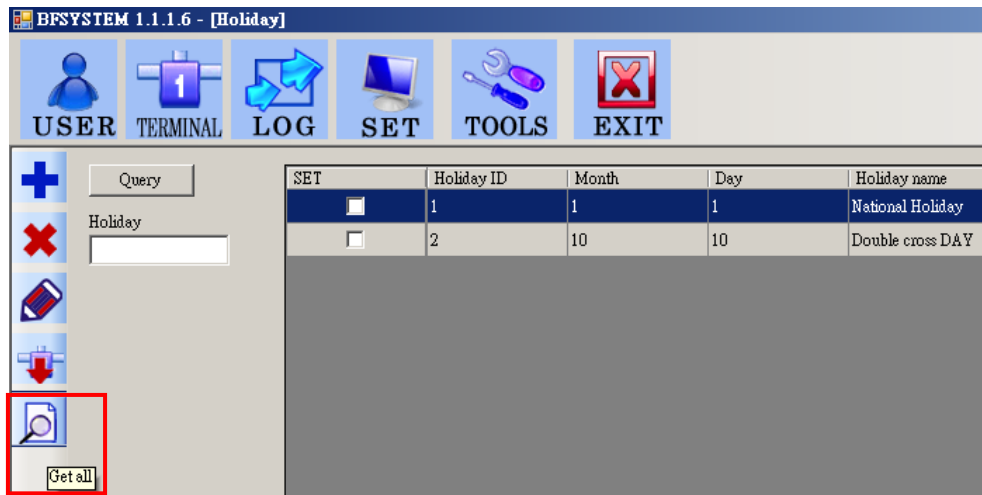 BFSYSTEM 1.1.1.6 - [Holiday]
USER TERMINAL LOG SET TOOLS EXIT
1
Query
Holiday
SET Holiday ID Month Day Holiday name
1 1 1 National Holiday
2 10 10 Double cross DAY
Get all